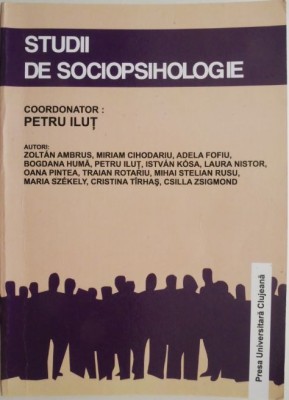 STUDII
DE SOCIOPSIHOLOGIE
COORDONATOR :
PETRU ILUȚ
AUTORI:
ZOLTÁN AMBRUS, MIRIAM CIHODARIU, ADELA FOFIU,
BOGDANA HUMĂ, PETRU ILUȚ, ISTVÁN KÓSA, LAURA NISTOR,
OANA PINTEA, TRAIAN ROTARIU, MIHAI STELIAN RUSU,
MARIA SZÉKELY, CRISTINA TÎRHAȘ, CSILLA ZSIGMOND
Presa Universitară Clujeană